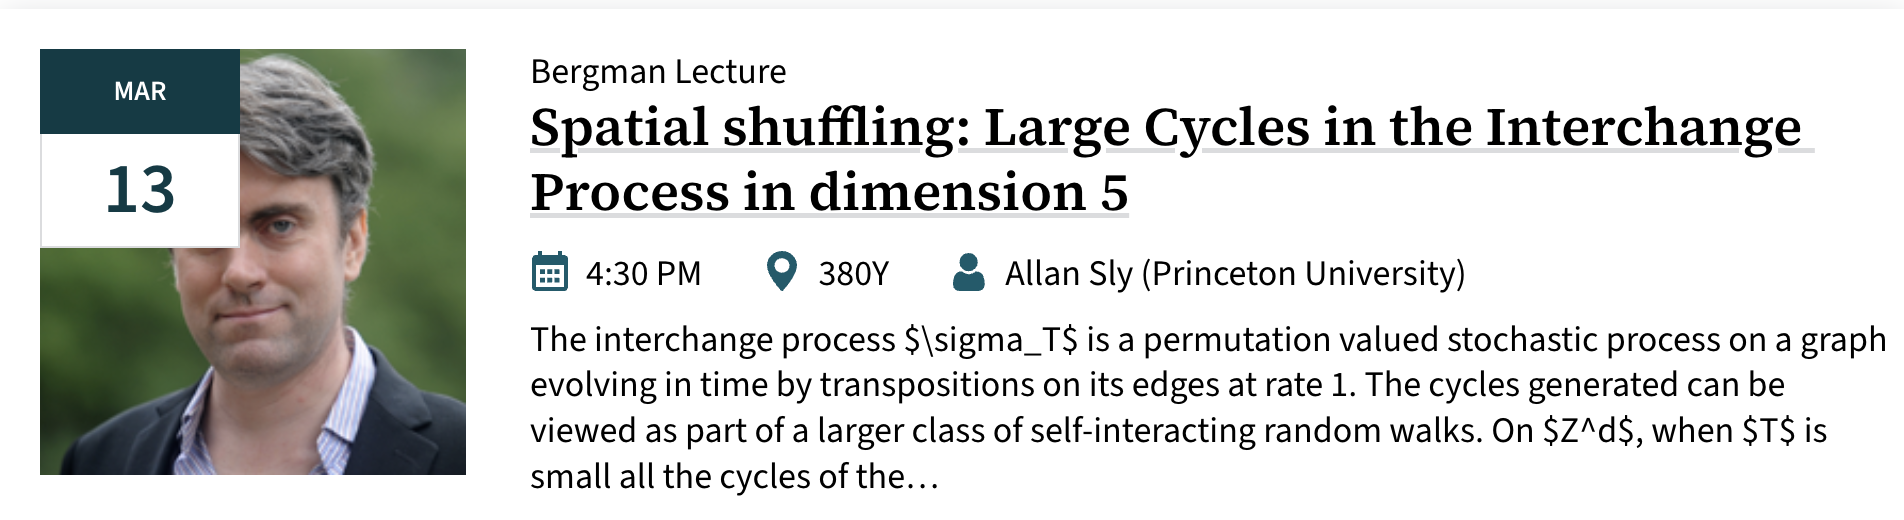 MAR
13
Bergman Lecture
Spatial shuffling: Large Cycles in the Interchange
Process in dimension 5
4:30 PM 380Y Allan Sly (Princeton University)
The interchange process $\sigma_T$ is a permutation valued stochastic process on a graph
evolving in time by transpositions on its edges at rate 1. The cycles generated can be
viewed as part of a larger class of self-interacting random walks. On $Z^d$, when $T$ is
small all the cycles of the…